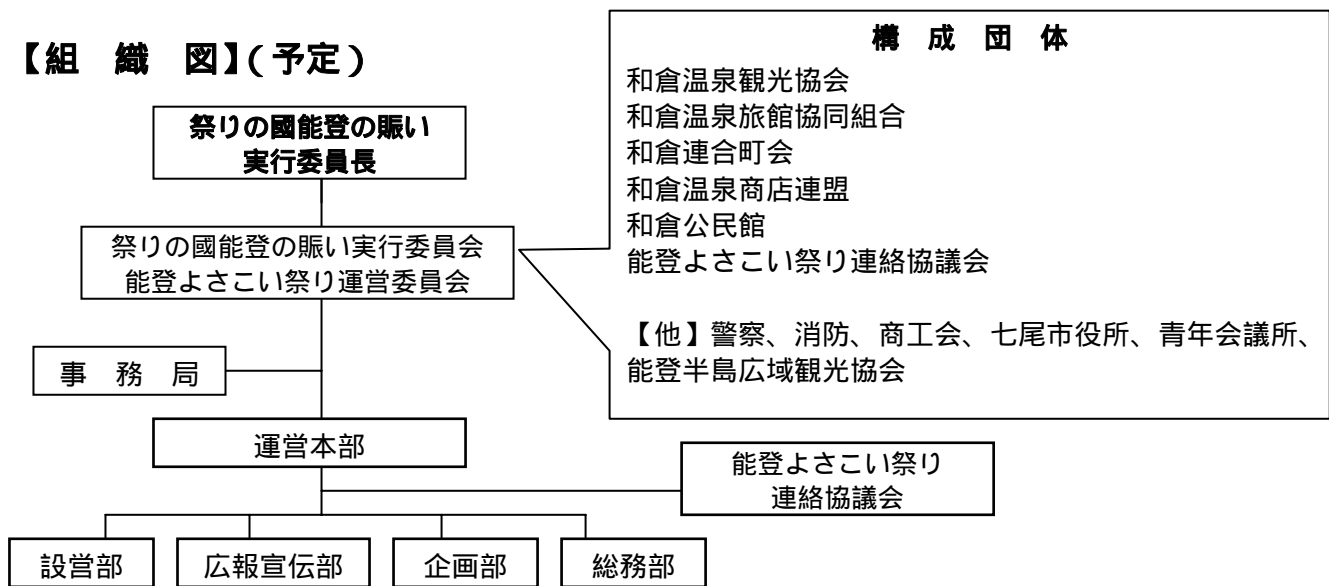 【組 織 図】(予定)
祭りの國能登の賑い
実行委員長
祭りの國能登の賑い実行委員会
能登よさこい祭り運営委員会
構 成 団 体
和倉温泉観光協会
和倉温泉旅館協同組合
和倉連合町会
和倉温泉商店連盟
和倉公民館
能登よさこい祭り連絡協議会
【他】警察、消防、商工会、七尾市役所、青年会議所、
能登半島広域観光協会
事 務 局
運営本部
能登よさこい祭り
連絡協議会
設営部
広報宣伝部
企画部
総務部